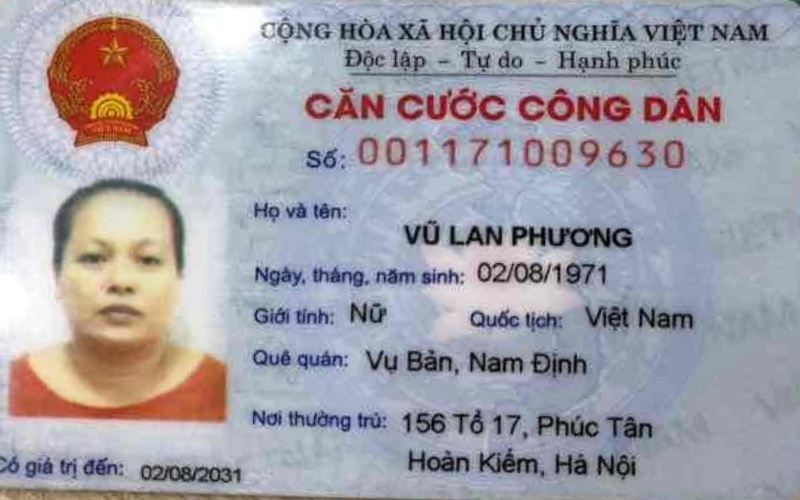 CỘNG HÒA XÃ HỘI CHỦ NGHĨA VIỆT NAM
Độc lập - Tự do - Hạnh phúc
CĂN CƯỚC CÔNG DÂN
Số: 001171009630
Họ và tên:
VŨ LAN PHƯƠNG
Ngày, tháng, năm sinh: 02/08/1971
Giới tính: Nữ Quốc tịch: Việt Nam
Quê quán: Vụ Bản, Nam Định
Nơi thường trú: 156 Tổ 17, Phúc Tân
Hoàn Kiếm, Hà Nội
Có giá trị đến: 02/08/2031